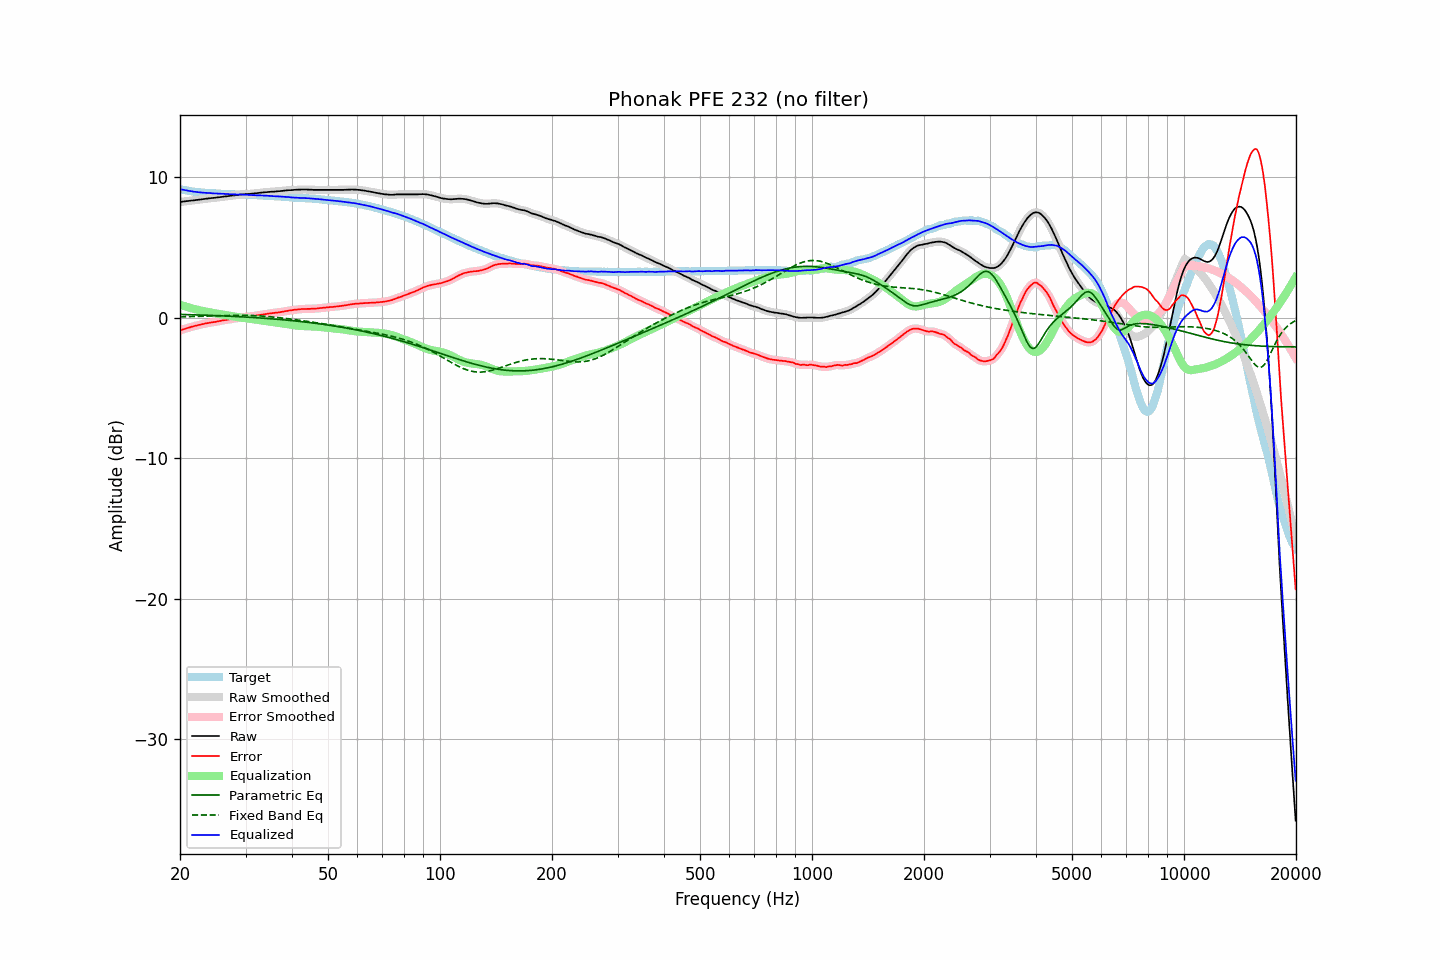 Phonak PFE 232 (no filter)
10
0
−10
−20
−30
Amplitude (dBr)
Target
Raw Smoothed
Error Smoothed
Raw
Error
Equalization
Parametric Eq
Fixed Band Eq
Equalized
20 50 100 200 500 1000 2000 5000 10000 20000
Frequency (Hz)